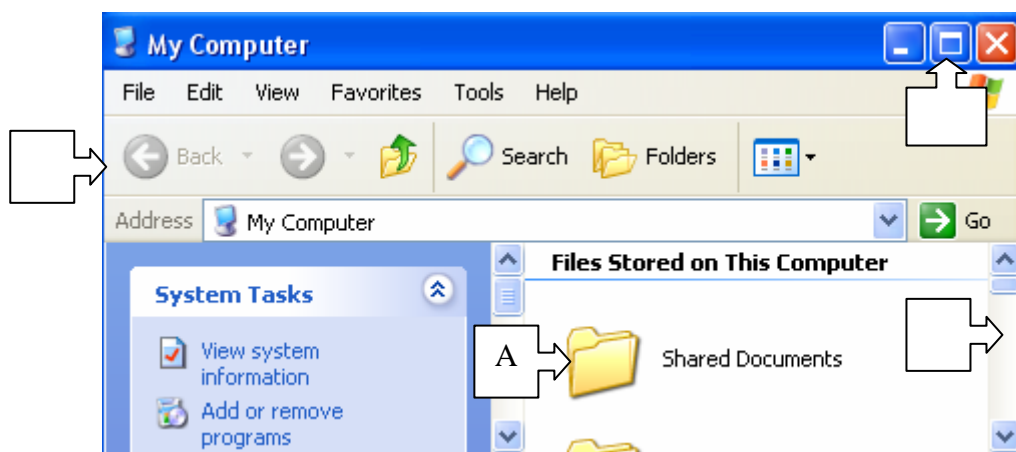 My Computer
File Edit View Favorites Tools Help
Back Search Folders
Address My Computer Go
System Tasks
View system
information
Add or remove
programs
Files Stored on This Computer
A
Shared Documents